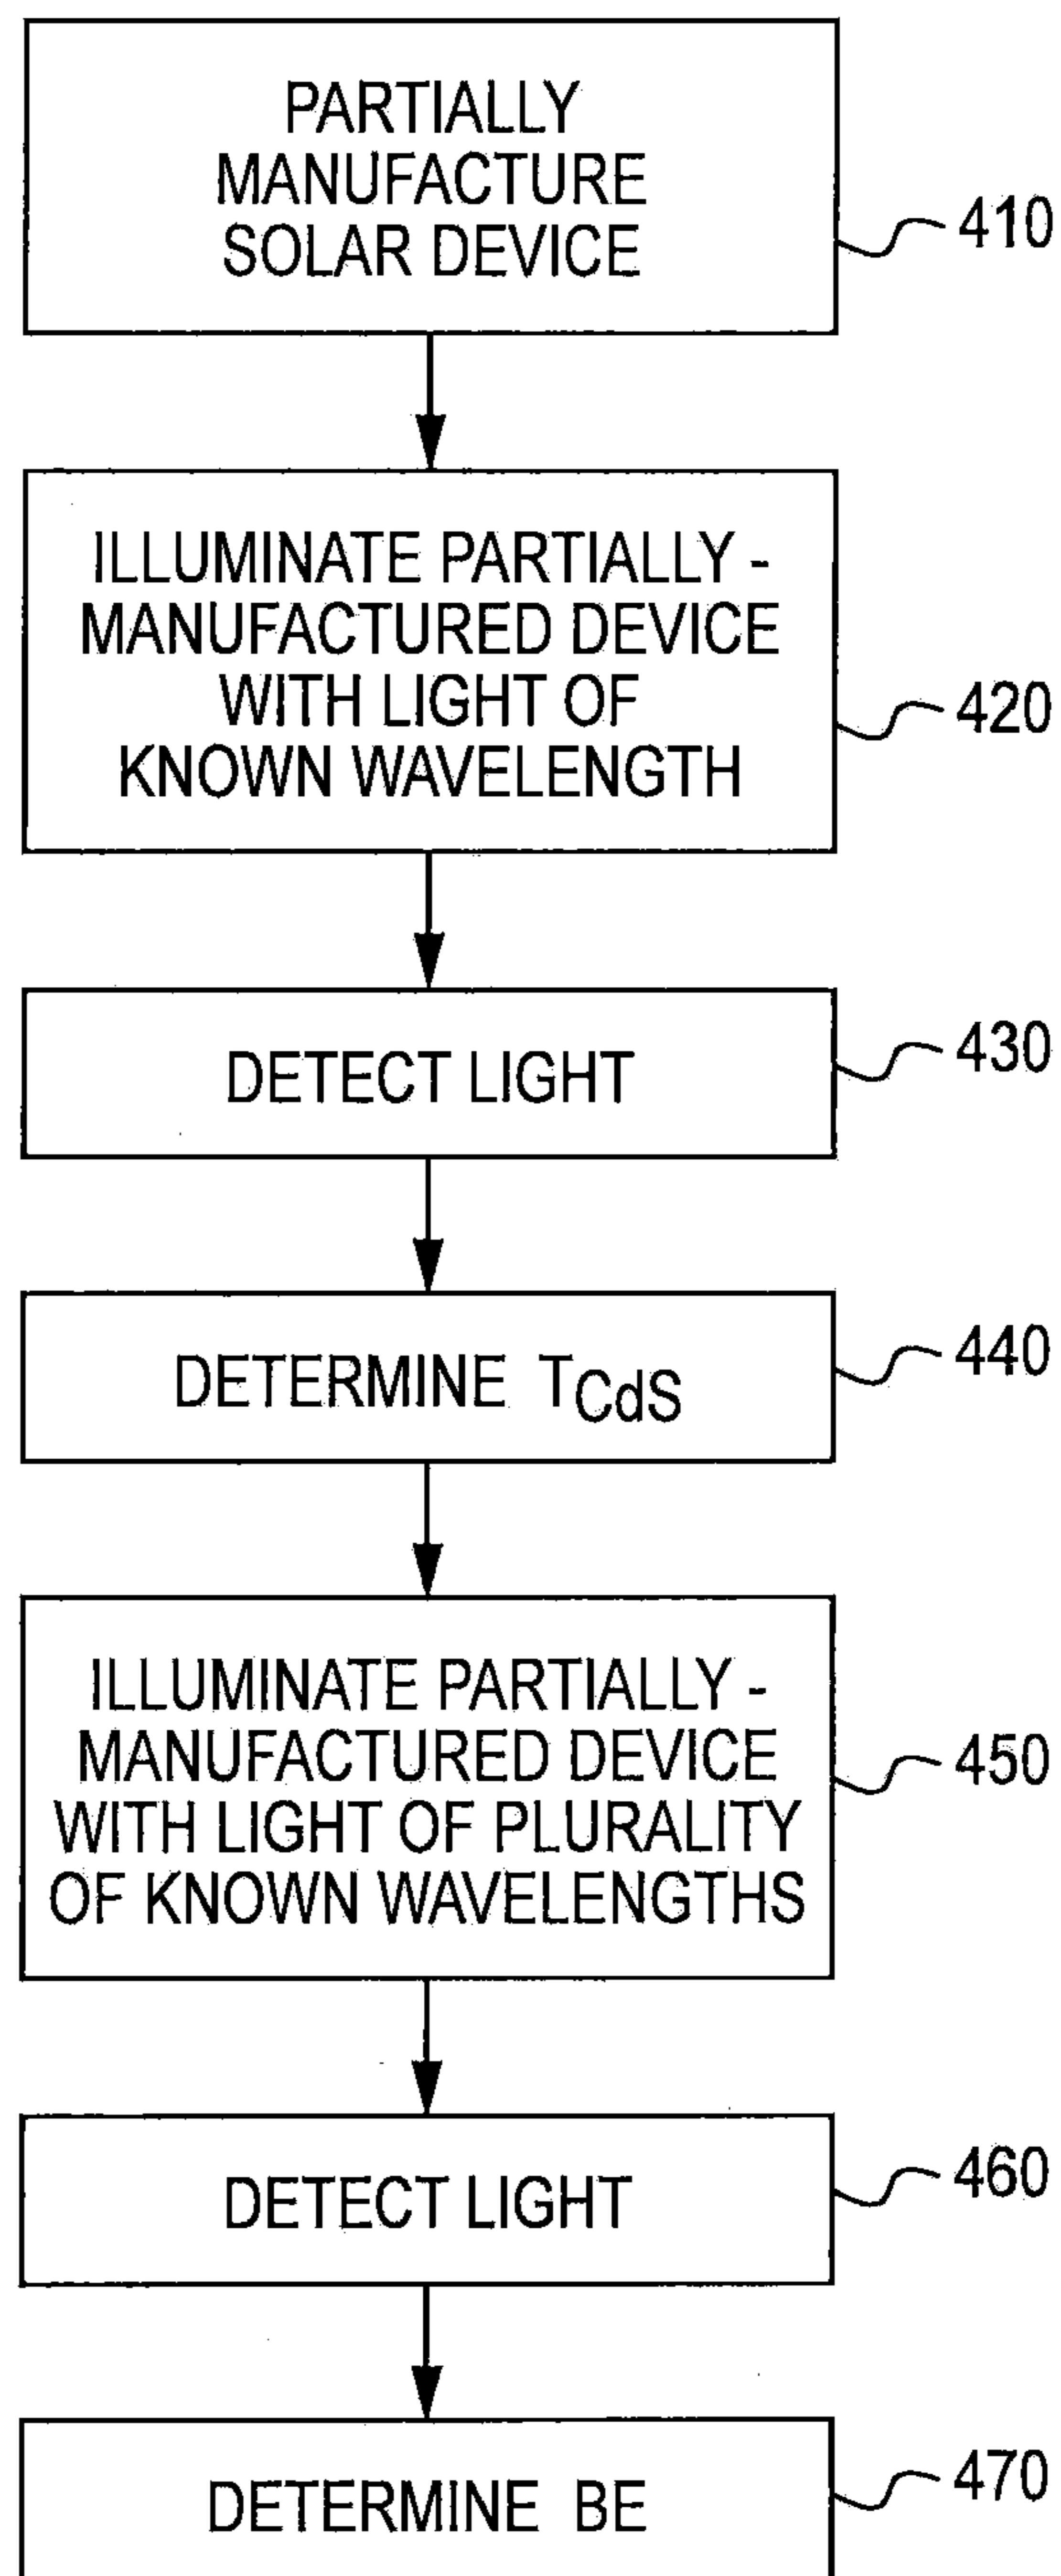 PARTIALLY
MANUFACTURE
SOLAR DEVICE
410
ILLUMINATE PARTIALLY -
MANUFACTURED DEVICE
WITH LIGHT OF
KNOWN WAVELENGTH
420
DETECT LIGHT
430
DETERMINE TCdS
440
ILLUMINATE PARTIALLY -
MANUFACTURED DEVICE
WITH LIGHT OF PLURALITY
OF KNOWN WAVELENGTHS
450
DETECT LIGHT
460
DETERMINE BE
470